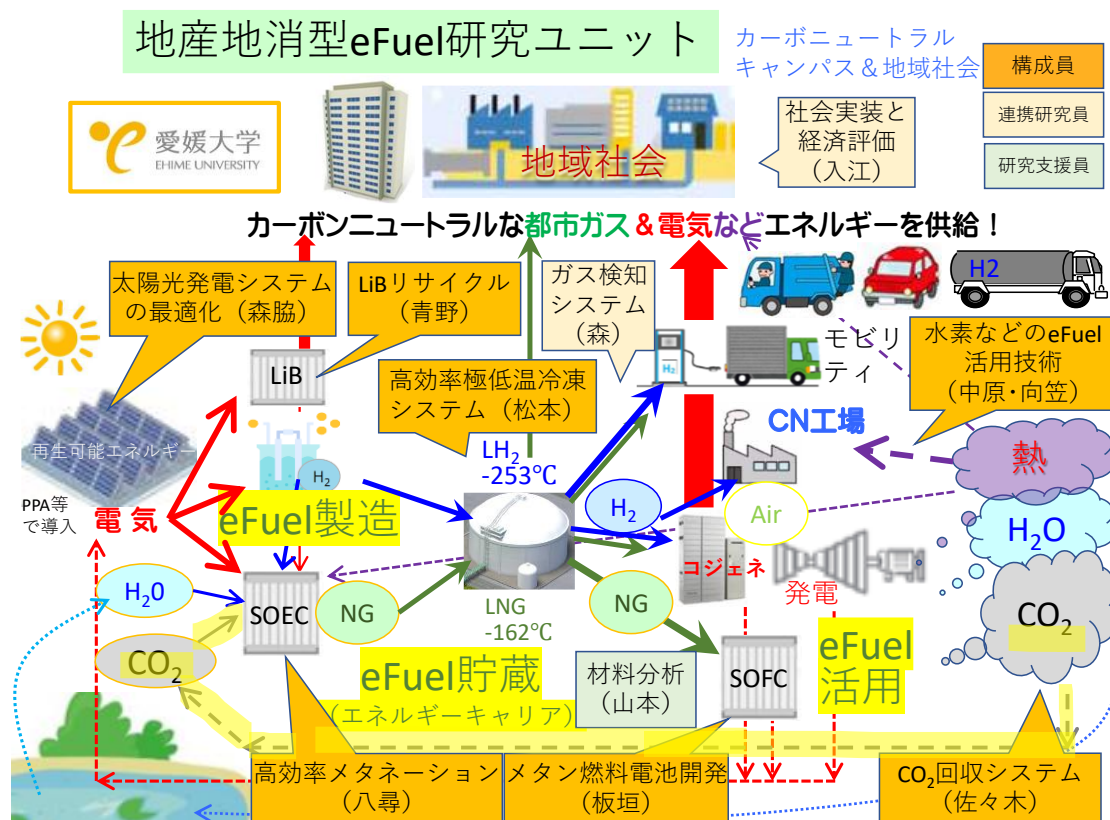 地産地消型eFuel研究ユニット
カーボニュートラル
キャンパス＆地域社会
構成員
連携研究員
研究支援員
愛媛大学
EHIME UNIVERSITY
地域社会
社会実装と
経済評価
(入江)
カーボンニュートラルな都市ガス＆電気などエネルギーを供給！
太陽光発電システム
の最適化（森脇）
LiBリサイクル
(青野)
ガス検知
システム
(森)
H2
水素などのeFuel
活用技術
(中原・向笠)
LiB
高効率極低温冷凍
システム（松本）
H2
モビリ
ティ
再生可能エネルギー
PPA等
で導入
電気
H2
eFuel製造
LH2
-253℃
CN工場
熱
H2
Air
H2O
コジェネ
発電
H20
SOEC
NG
LNG
-162℃
NG
CO2
CO2
eFuel貯蔵
(エネルギーキャリア)
材料分析
(山本)
SOFC
eFuel
活用
高効率メタネーション
(八尋)
メタン燃料電池開発
(板垣)
CO2回収システム
(佐々木)